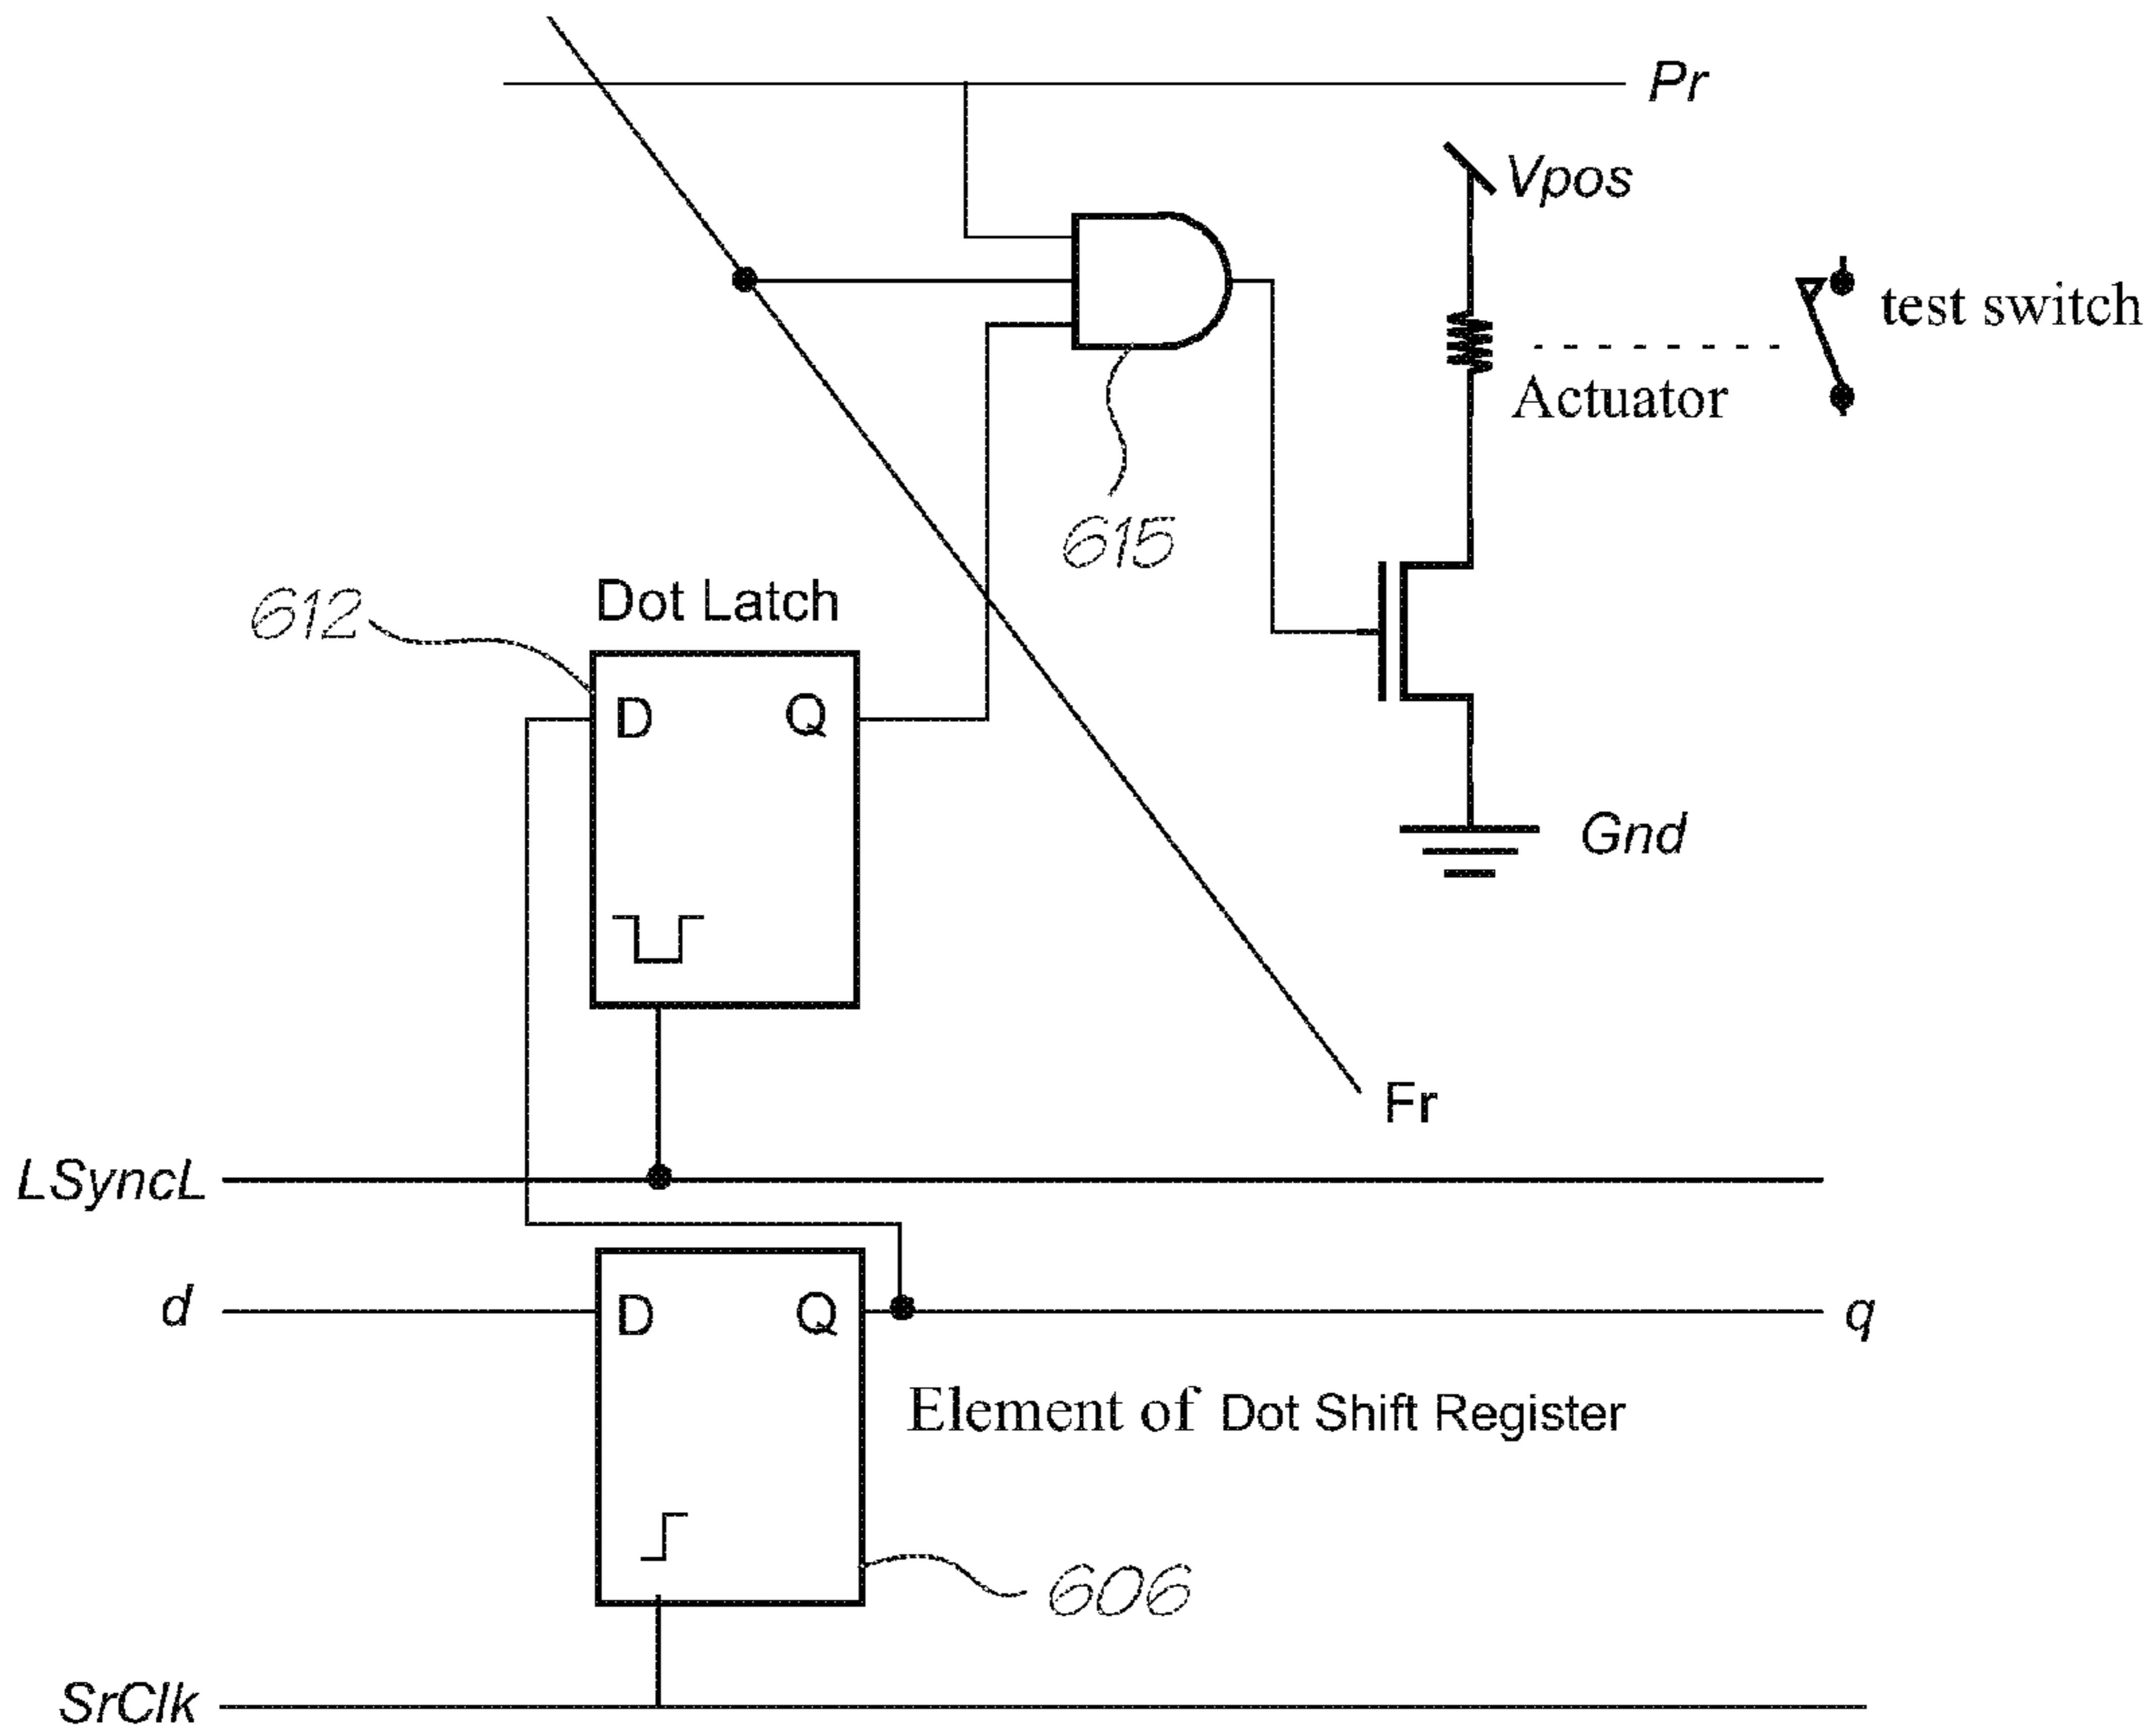 Pr
Vpos
test switch
Actuator
615
612
Dot Latch
D Q
Gnd
Fr
LSyncL
d
D Q
q
Element of Dot Shift Register
606
SrClk